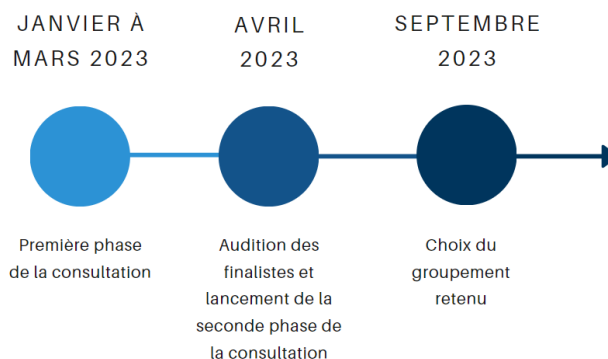 JANVIER À
MARS 2023
Première phase
de la consultation
AVRIL
2023
Audition des
finalistes et
lancement de la
seconde phase de
la consultation
SEPTEMBRE
2023
Choix du
groupement
retenu